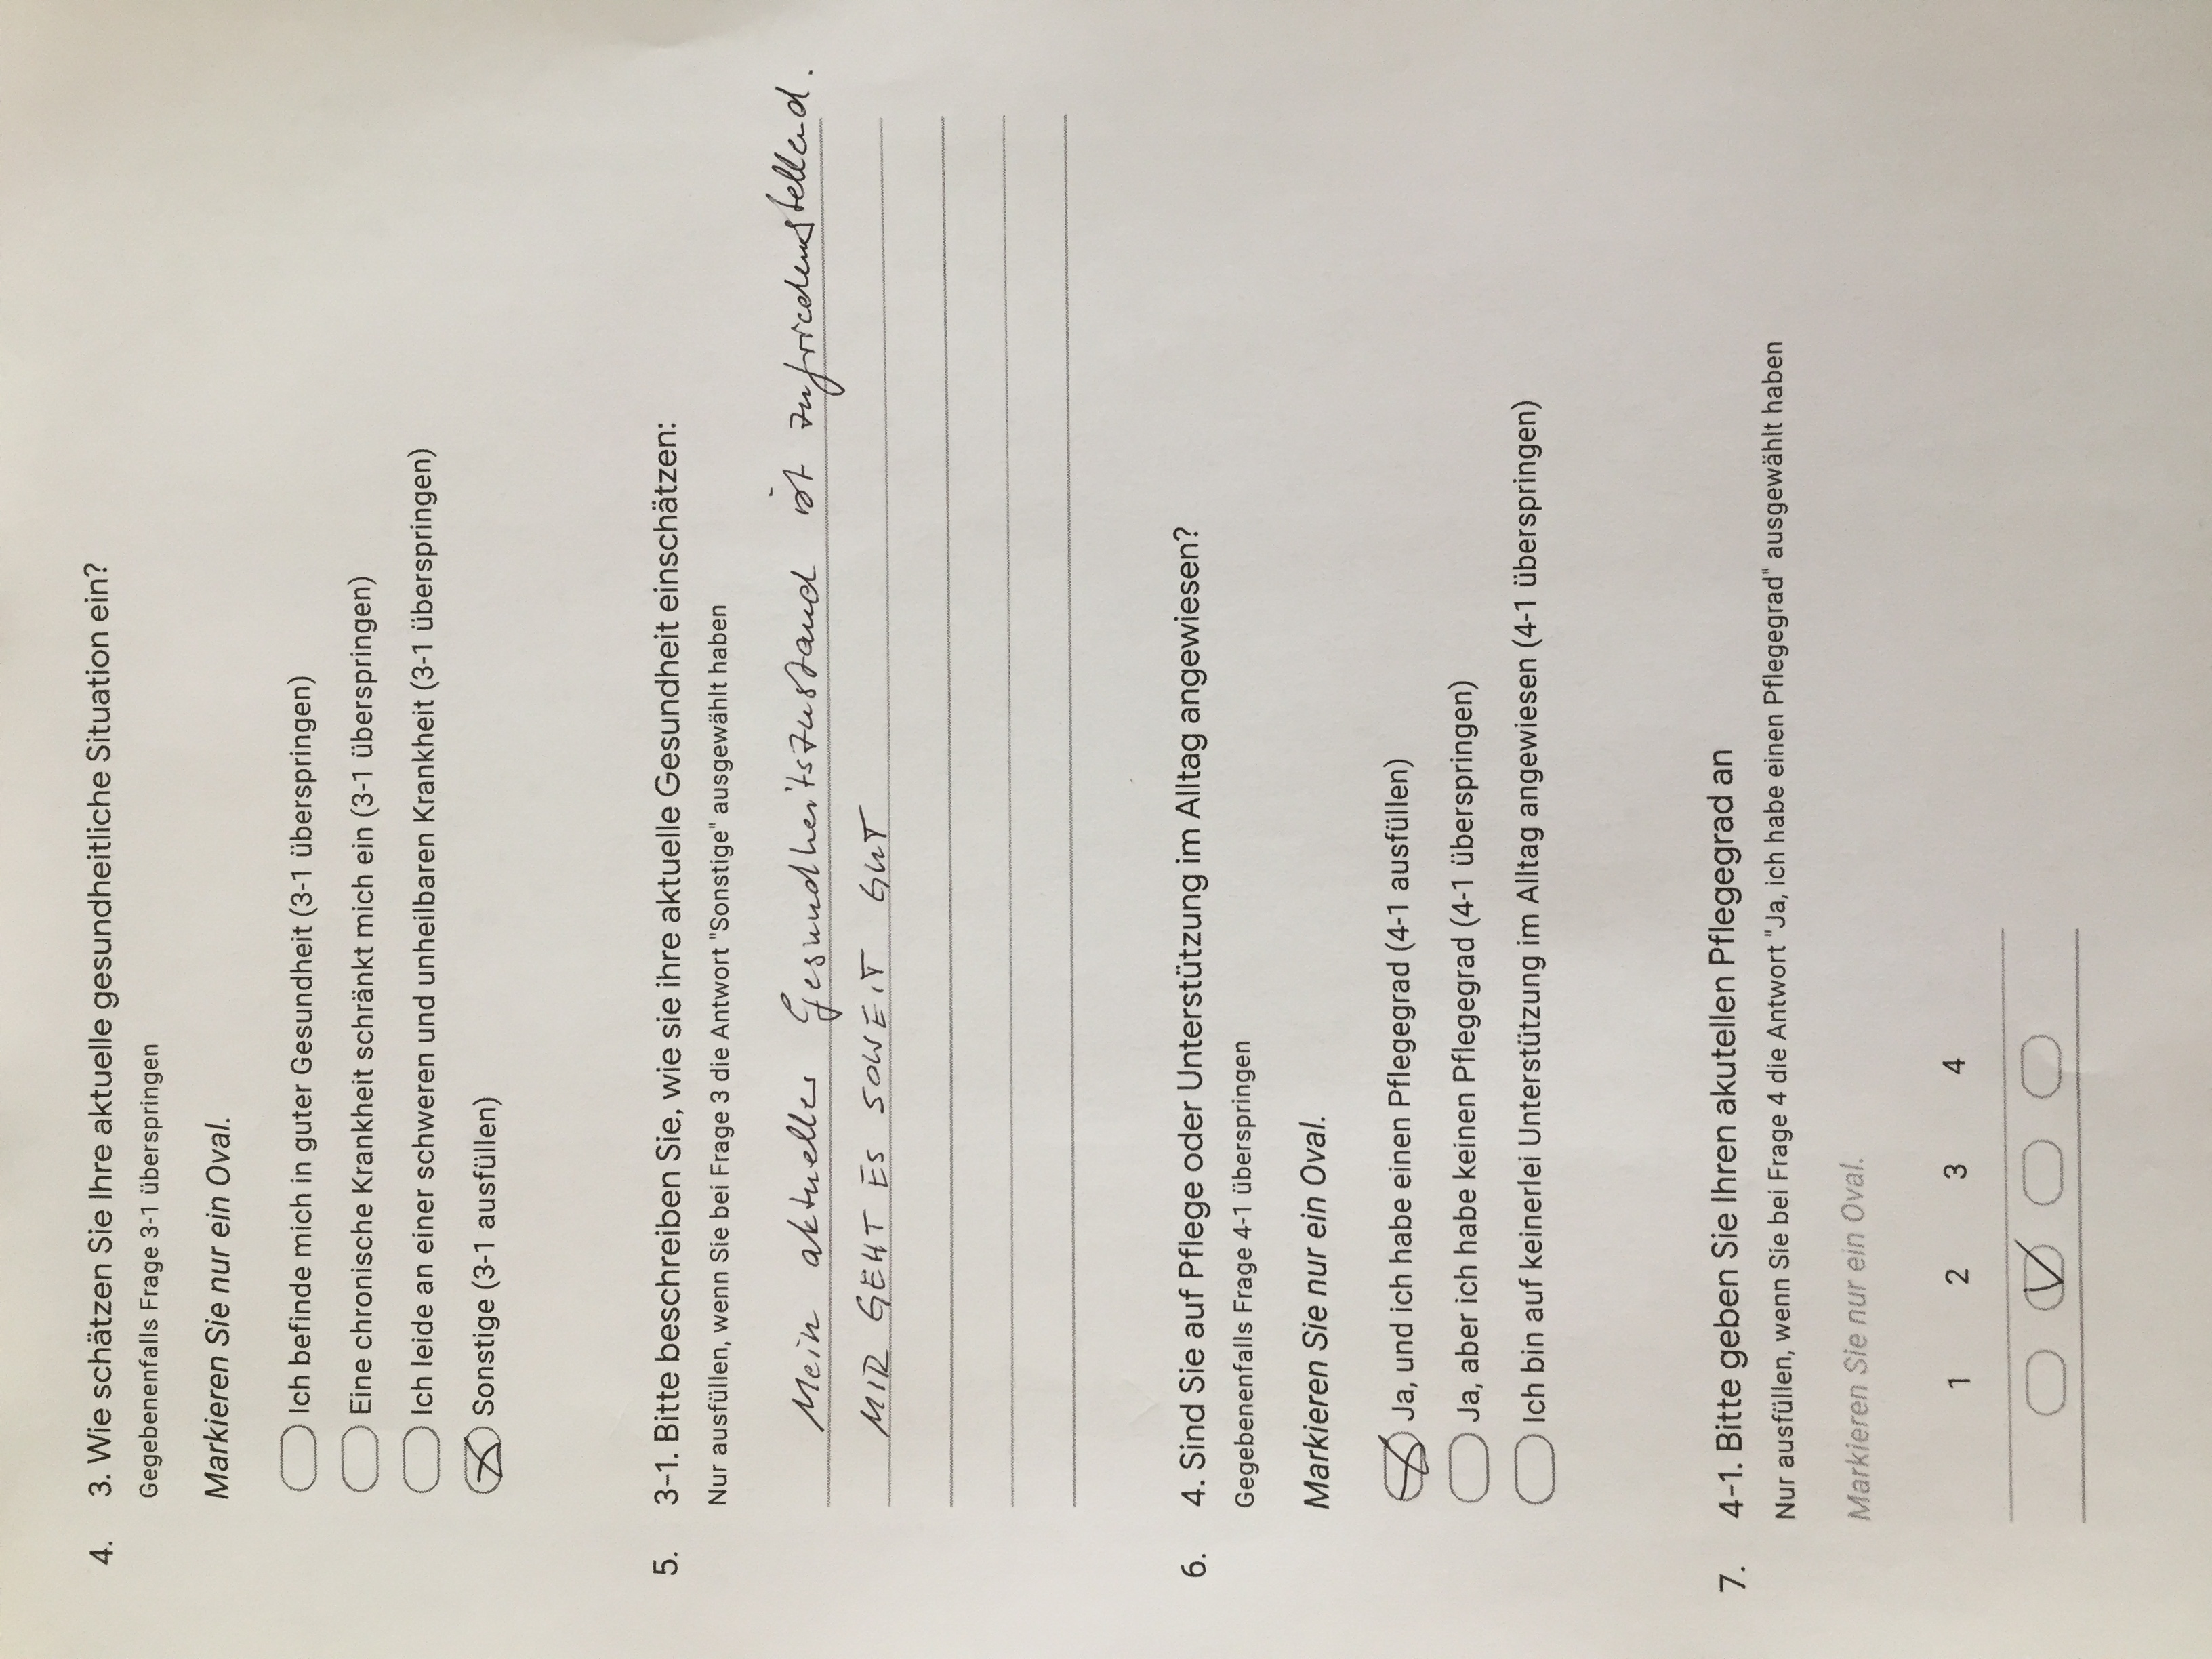 4. 3. Wie schätzen Sie Ihre aktuelle gesundheitliche Situation ein?
Gegebenenfalls Frage 3-1 überspringen
Markieren Sie nur ein Oval.
Ich befinde mich in guter Gesundheit (3-1 überspringen)
Eine chronische Krankheit schränkt mich ein (3-1 überspringen)
Ich leide an einer schweren und unheilbaren Krankheit (3-1 überspringen)
Sonstige (3-1 ausfüllen)
5. 3-1. Bitte beschreiben Sie, wie sie ihre aktuelle Gesundheit einschätzen:
Nur ausfüllen, wenn Sie bei Frage 3 die Antwort "Sonstige" ausgewählt haben
Mein aktueller Gesundheitszustand ist zufriedenstellend.
MIR GEHT ES SOWEIT GUT
6. 4. Sind Sie auf Pflege oder Unterstützung im Alltag angewiesen?
Gegebenenfalls Frage 4-1 überspringen
Markieren Sie nur ein Oval.
Ja, und ich habe einen Pflegegrad (4-1 ausfüllen)
Ja, aber ich habe keinen Pflegegrad (4-1 überspringen)
Ich bin auf keinerlei Unterstützung im Alltag angewiesen (4-1 überspringen)
7. 4-1. Bitte geben Sie Ihren akutellen Pflegegrad an
Nur ausfüllen, wenn Sie bei Frage 4 die Antwort "Ja, ich habe einen Pflegegrad" ausgewählt haben
Markieren Sie nur ein Oval.
1 2 3 4